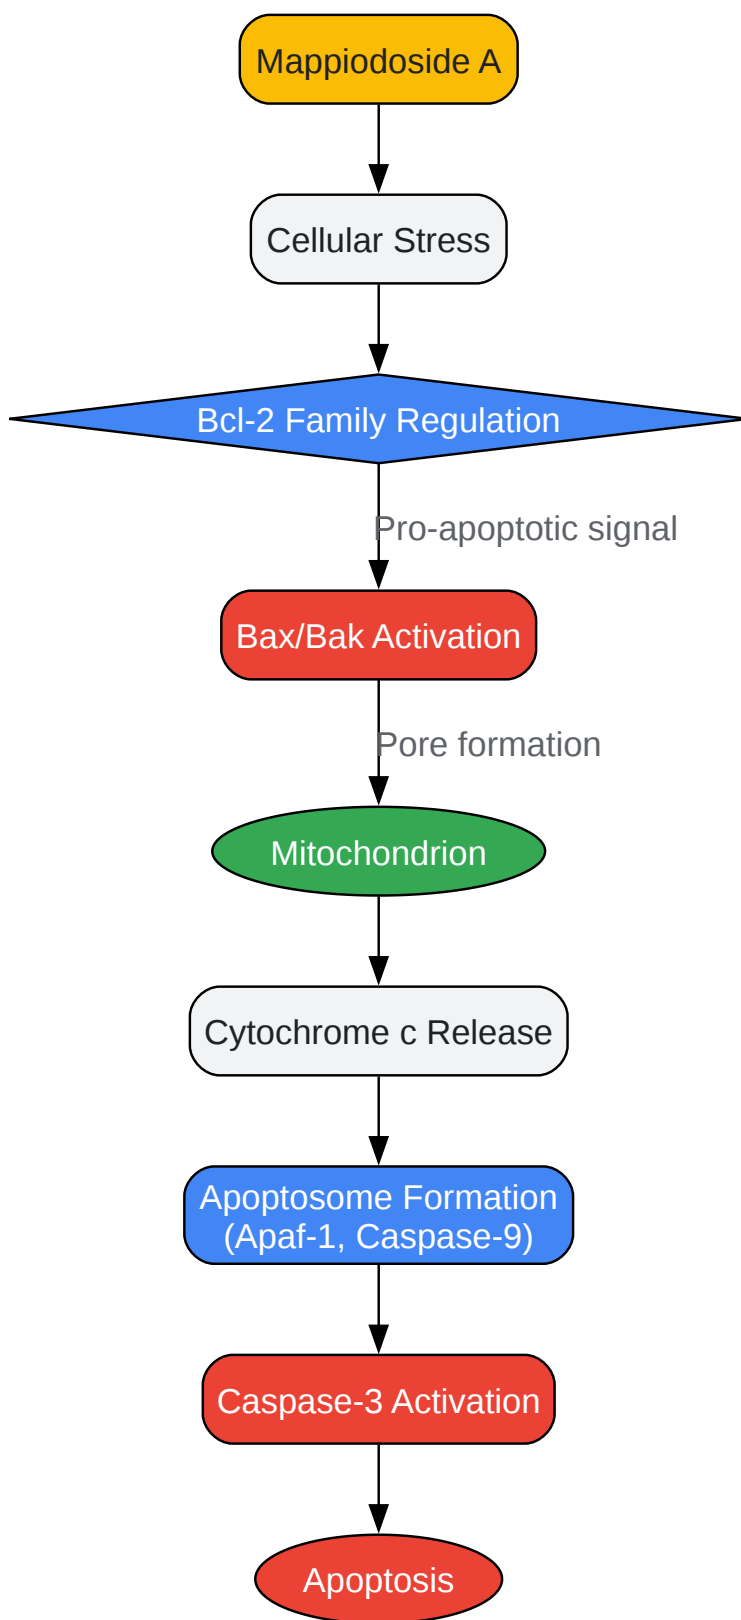 Mappiodoside A
Cellular Stress
Bcl-2 Family Regulation
Pro-apoptotic signal
Bax/Bak Activation
Pore formation
Mitochondrion
Cytochrome c Release
Apoptosome Formation
(Apaf-1, Caspase-9)
Caspase-3 Activation
Apoptosis